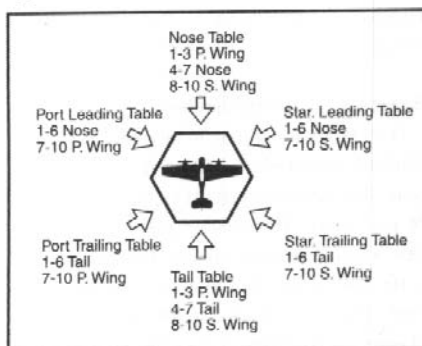 Nose Table
1-3 P. Wing
4-7 Nose
8-10 S. Wing
Port Leading Table
1-6 Nose
7-10 P. Wing
Star. Leading Table
1-6 Nose
7-10 S. Wing
Port Trailing Table
1-6 Tail
7-10 P. Wing
Tail Table
1-3 P. Wing
4-7 Tail
8-10 S. Wing
Star. Trailing Table
1-6 Tail
7-10 S. Wing